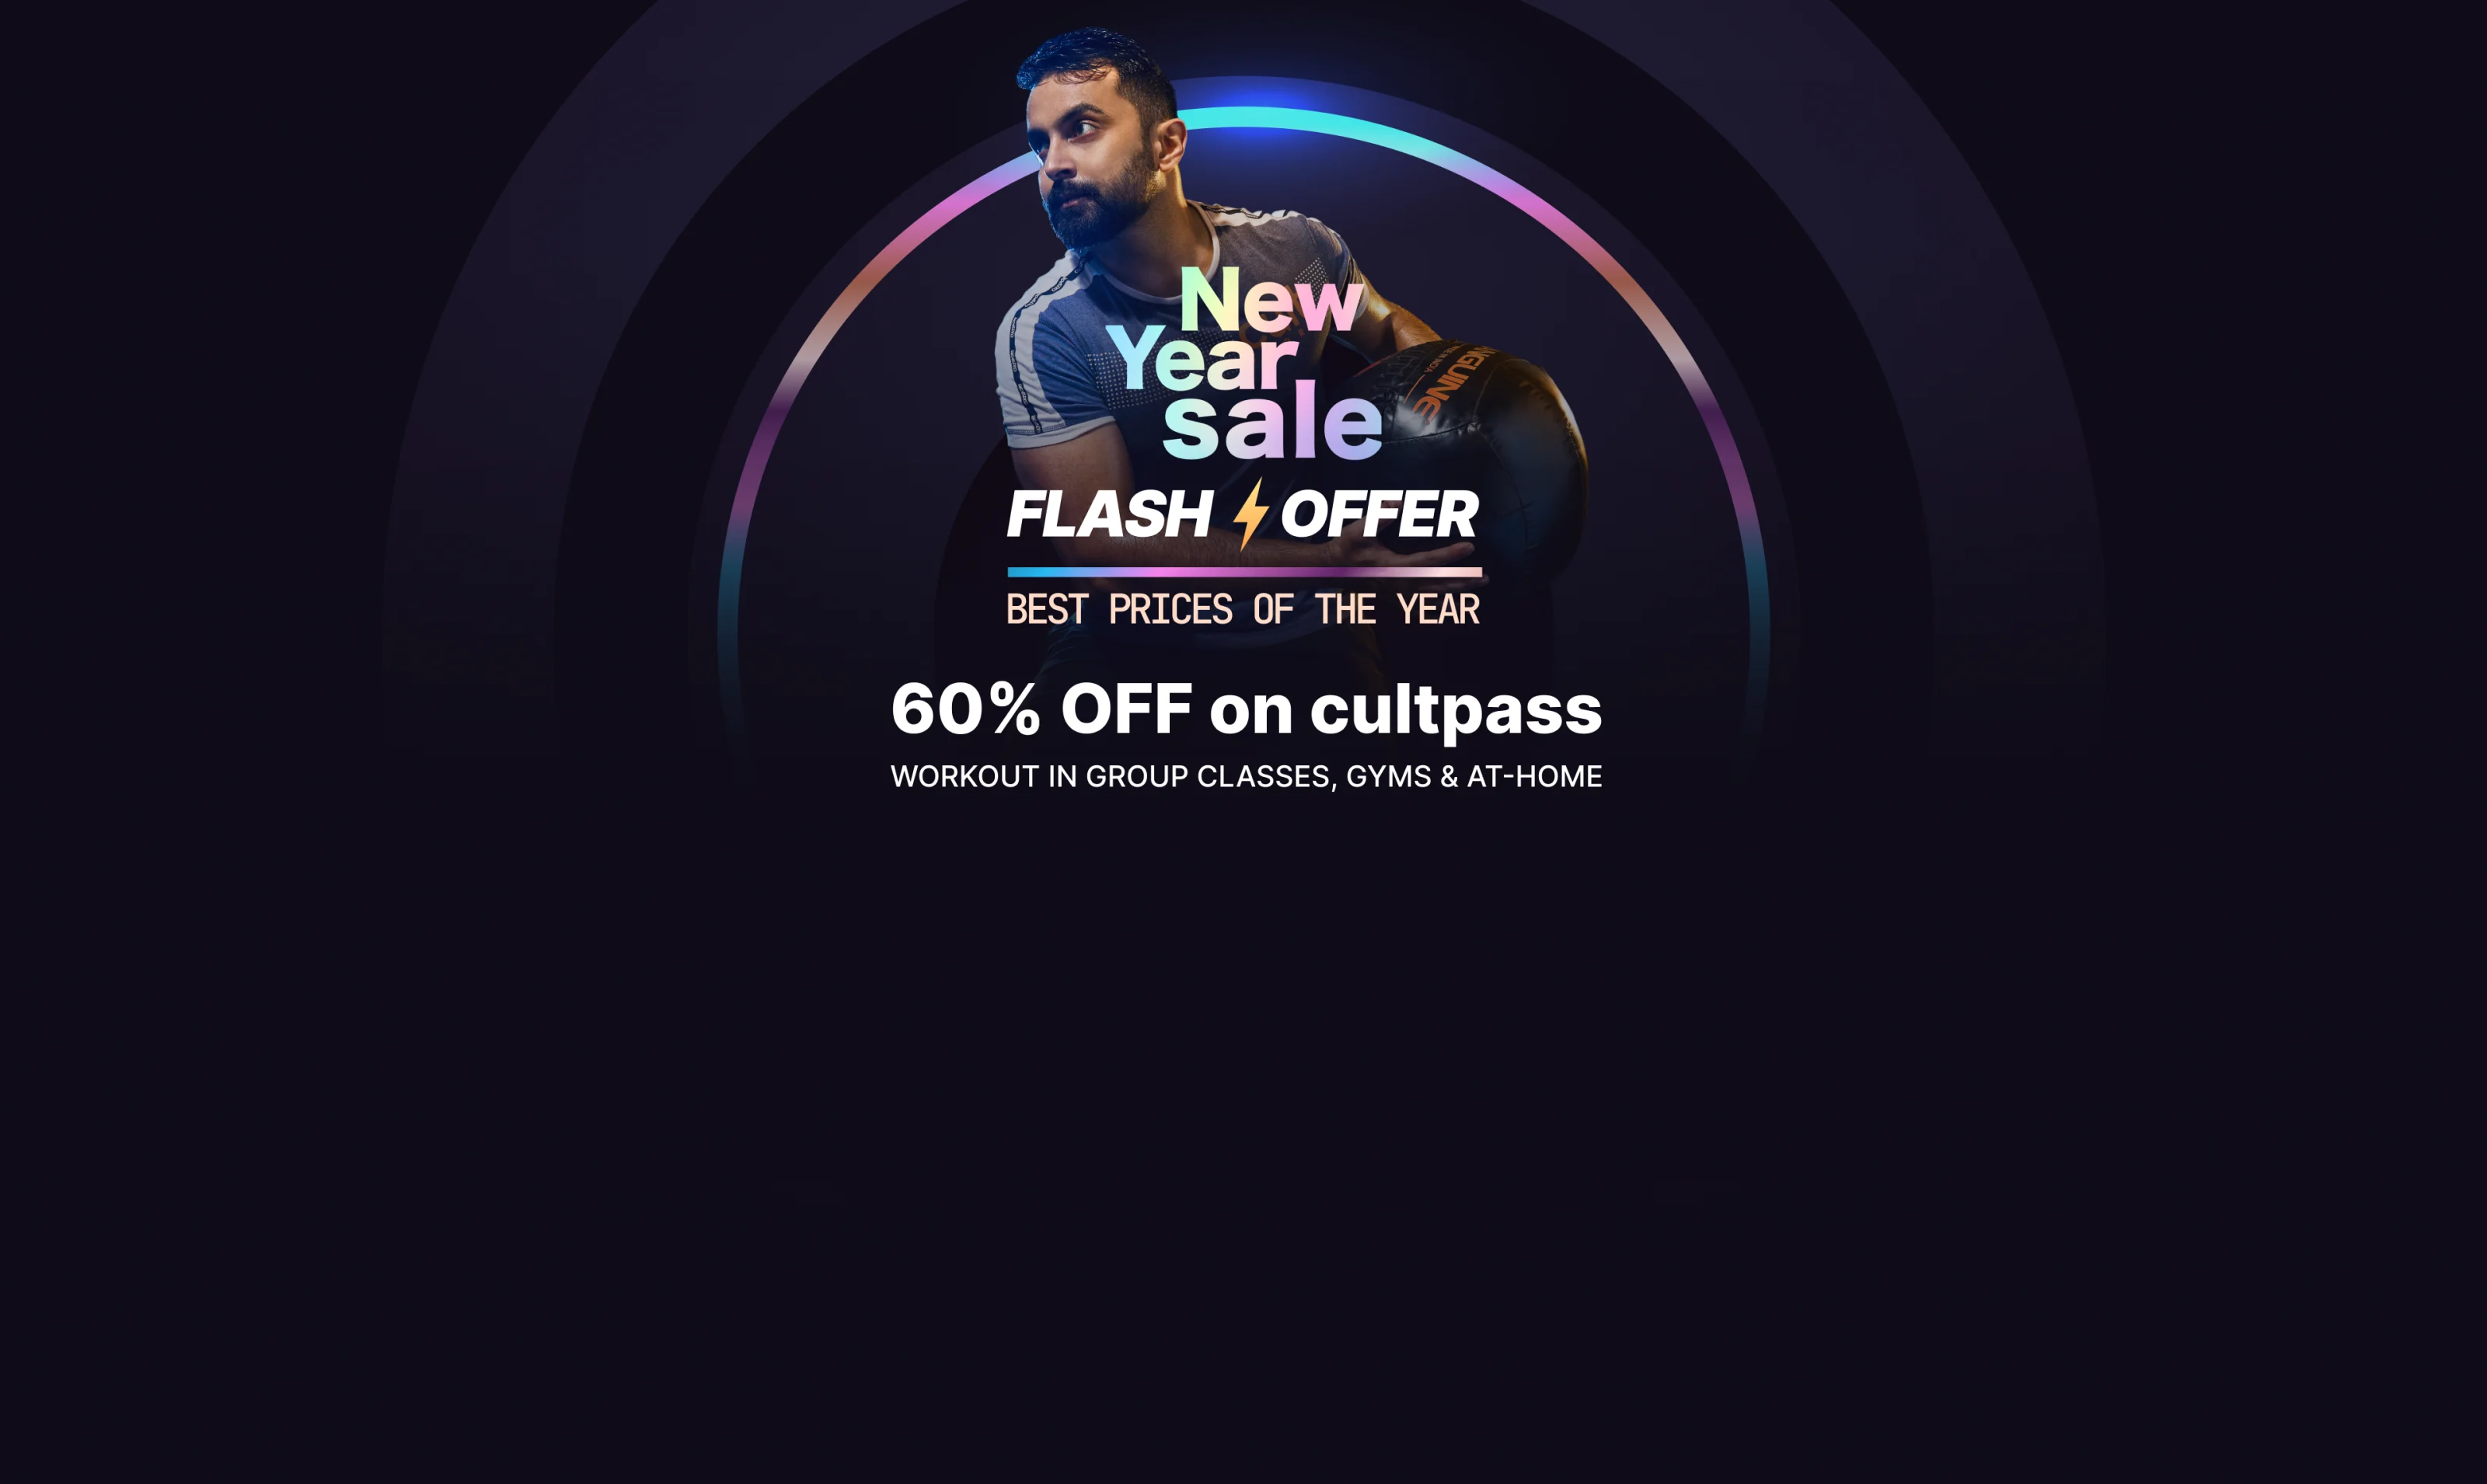 New
Year
sale
FLASH OFFER
BEST PRICES OF THE YEAR
60% OFF on cultpass
WORKOUT IN GROUP CLASSES, GYMS & AT-HOME